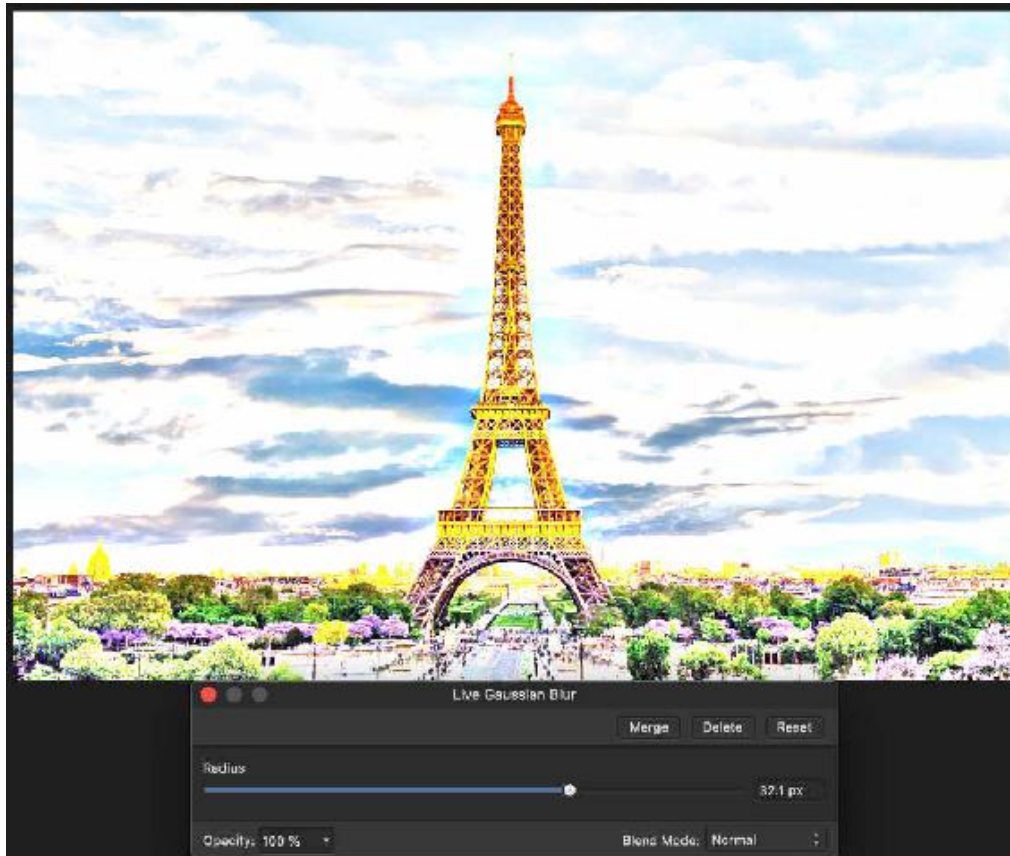 Live Gaussian Blur
Merge Delete Reset
Radius
32.1 px
Opacity: 100 % Blend Mode: Normal